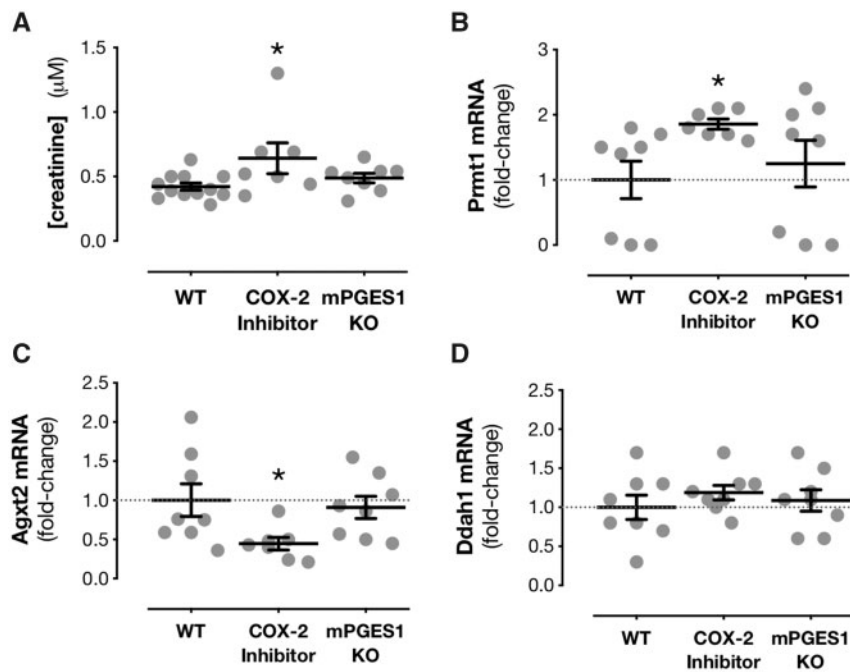 A
*
[creatinine] (μM)
1.5
1.0
0.5
0.0
WT COX-2 mPGES1
Inhibitor KO
B
*
Prmt1 mRNA
(fold-change)
3
2
1
0
WT COX-2 mPGES1
Inhibitor KO
C
*
Agxt2 mRNA
(fold-change)
2.5
2.0
1.5
1.0
0.5
0.0
WT COX-2 mPGES1
Inhibitor KO
D
Ddah1 mRNA
(fold-change)
2.5
2.0
1.5
1.0
0.5
0.0
WT COX-2 mPGES1
Inhibitor KO